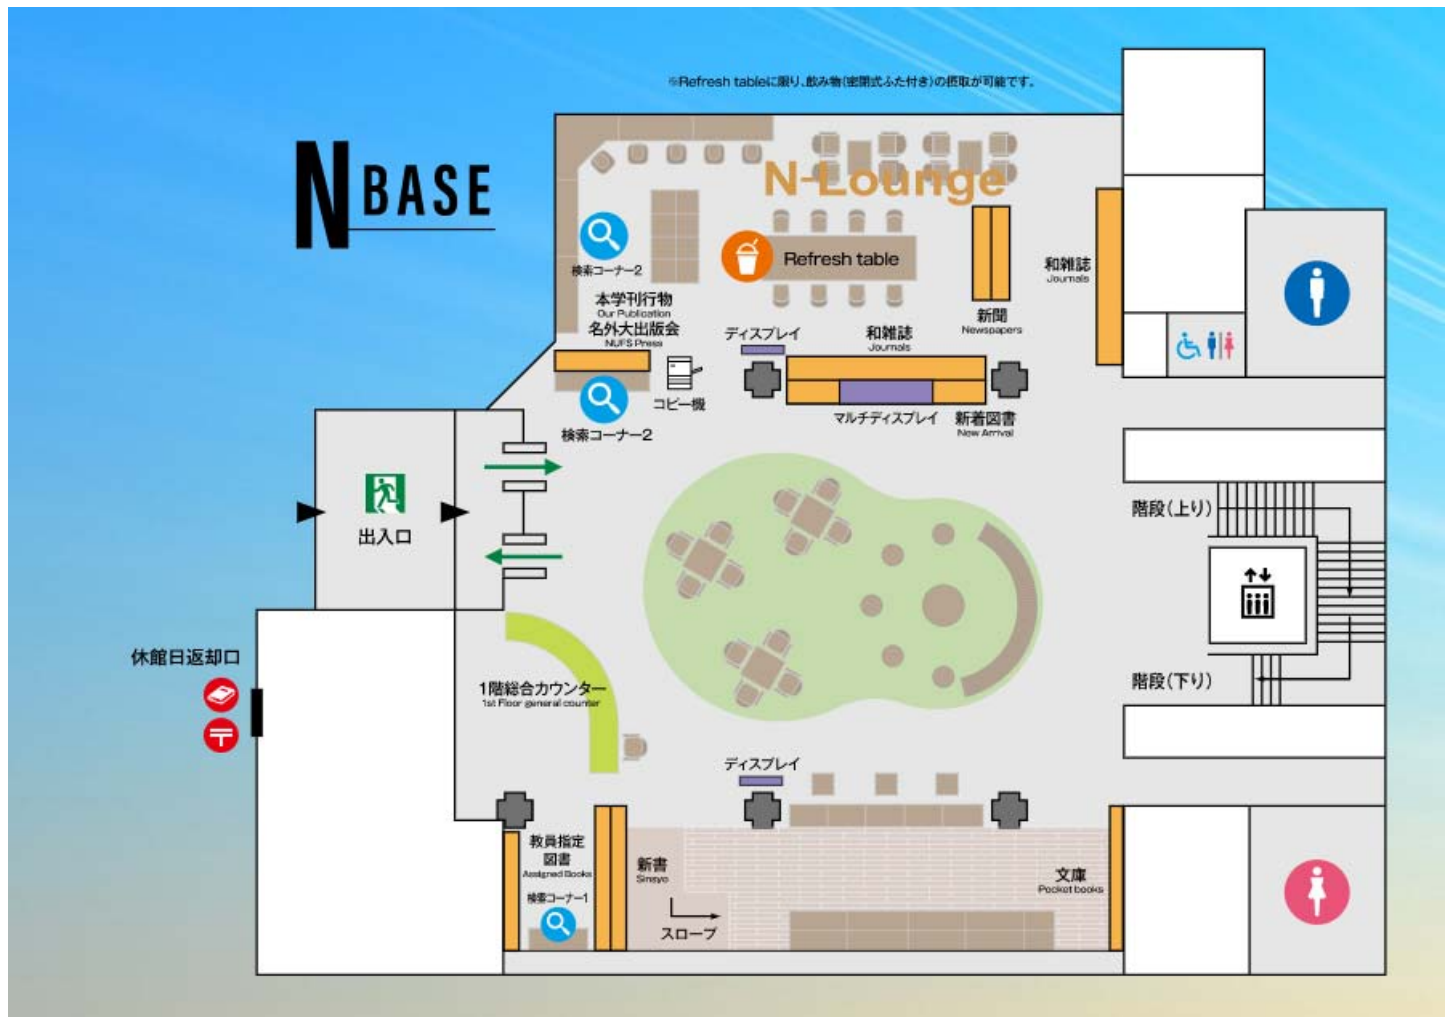 ※Refresh tableに限り、飲み物(密閉式ふた付き)の摂取が可能です。
N BASE
N-Lounge
検索コーナー2
Refresh table
和雑誌
Journals
本学刊行物
Our Publication
名外大出版会
NUFS Press
新聞
Newspapers
ディスプレイ
和雑誌
Journals
コピー機
マルチディスプレイ
新着図書
New Arrival
検索コーナー2
出入口
階段(上り)
休館日返却口
階段(下り)
1階総合カウンター
1st Floor general counter
ディスプレイ
教員指定
図書
Assigned Books
新書
Sinsyo
文庫
Pocket books
検索コーナー1
スロープ